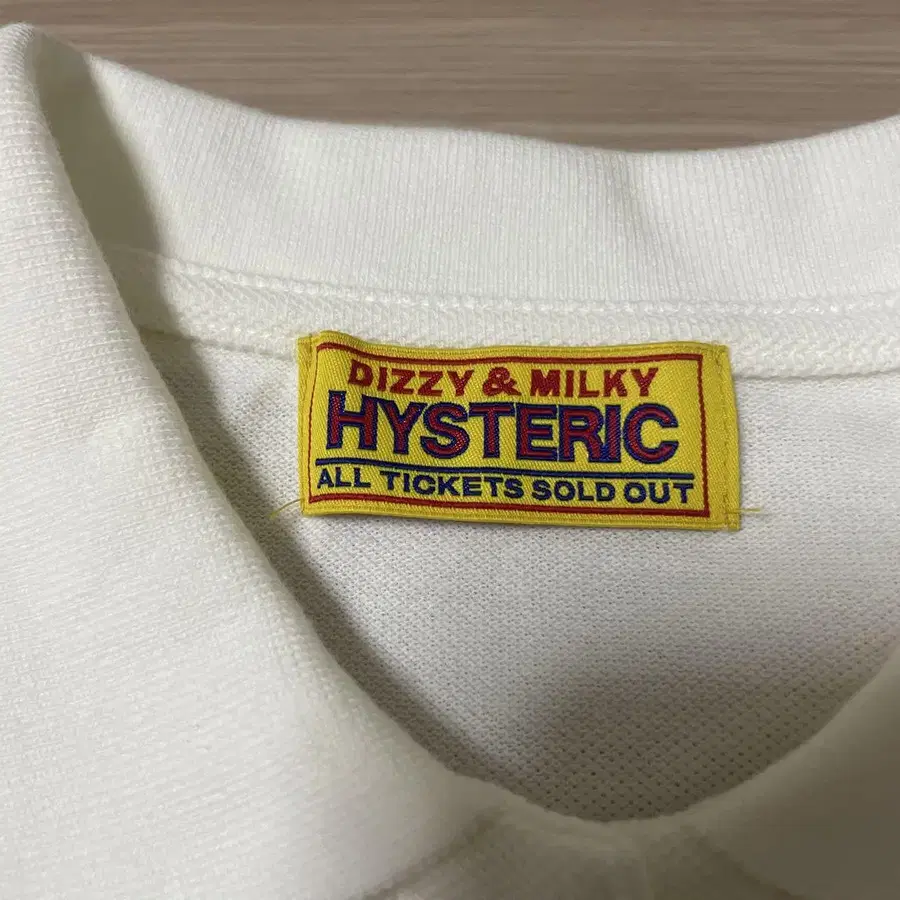 DIZZY & MILKY
HYSTERIC
ALL TICKETS SOLD OUT